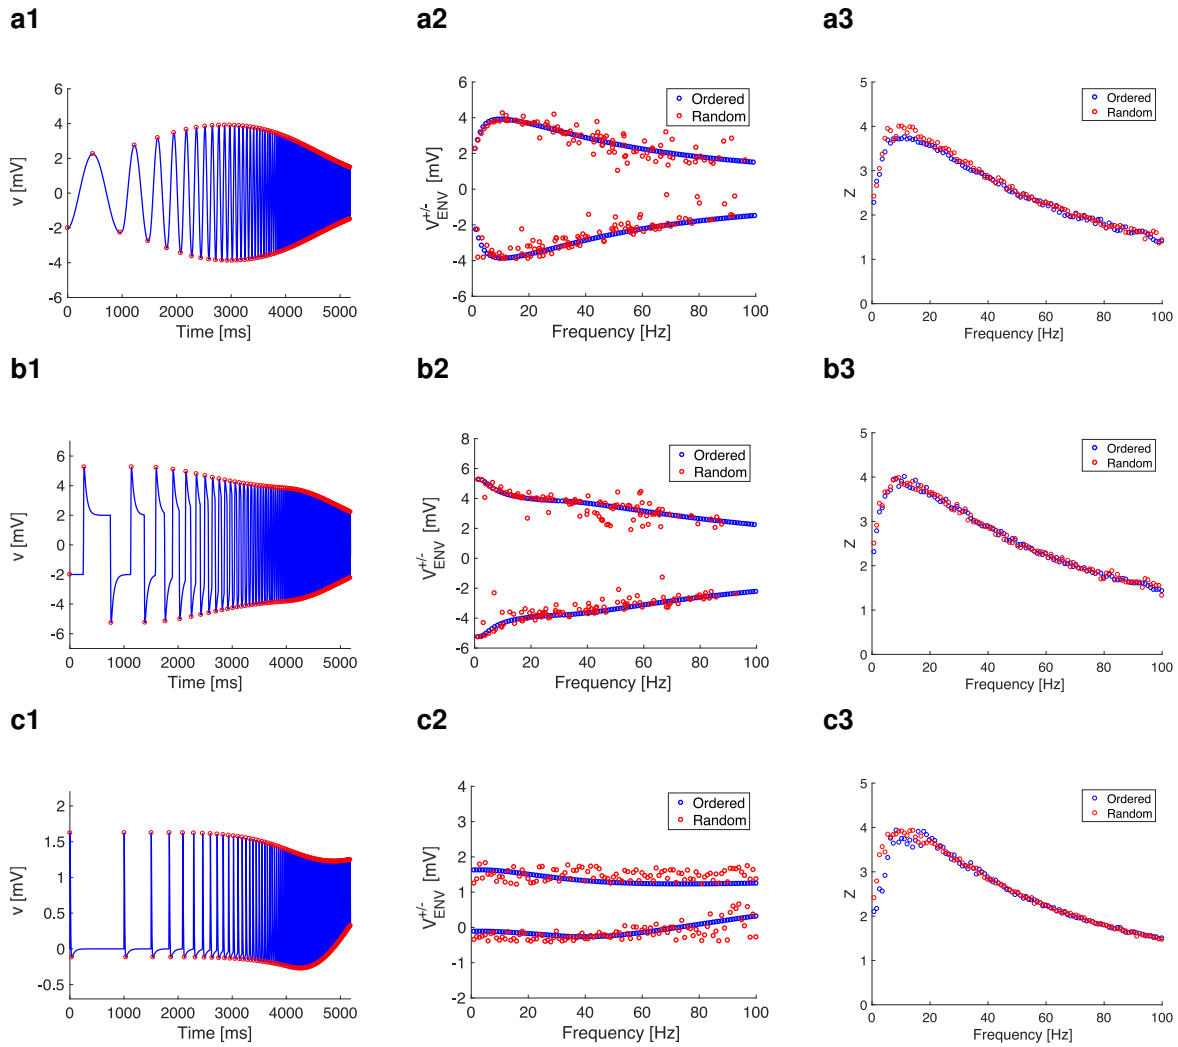 a1
a2
a3
6
4
2
0
-2
-4
-6
v [mV]
0
1000
2000
3000
4000
5000
Time [ms]
6
4
2
0
-2
-4
-6
V+/-ENV [mV]
Ordered
Random
0
20
40
60
80
100
Frequency [Hz]
5
4
3
2
1
0
Z
Ordered
Random
0
20
40
60
80
100
Frequency [Hz]
b1
b2
b3
6
4
2
0
-2
-4
-6
v [mV]
0
1000
2000
3000
4000
5000
Time [ms]
8
6
4
2
0
-2
-4
-6
V+/-ENV [mV]
Ordered
Random
0
20
40
60
80
100
Frequency [Hz]
5
4
3
2
1
0
Z
Ordered
Random
0
20
40
60
80
100
Frequency [Hz]
c1
c2
c3
2
1.5
1
0.5
0
-0.5
v [mV]
0
1000
2000
3000
4000
5000
Time [ms]
4
3
2
1
0
-1
-2
V+/-ENV [mV]
Ordered
Random
0
20
40
60
80
100
Frequency [Hz]
5
4
3
2
1
0
Z
Ordered
Random
0
20
40
60
80
100
Frequency [Hz]